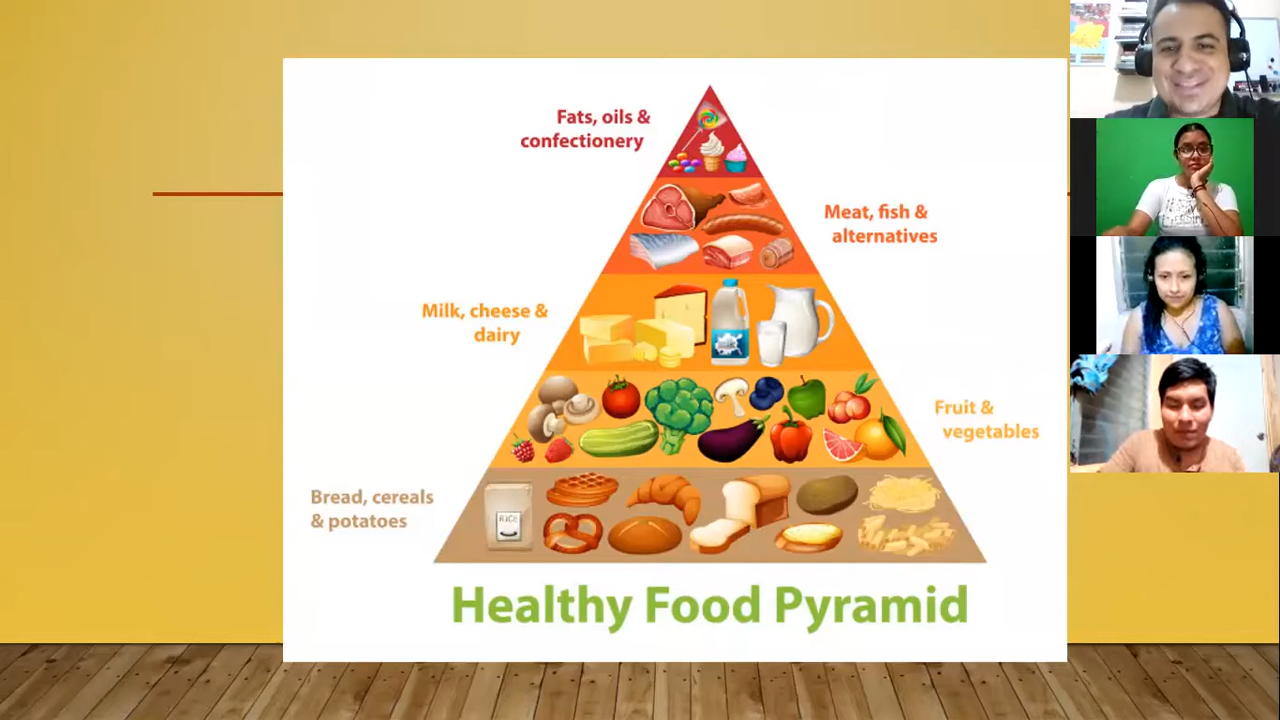 Fats, oils &
confectionery
Meat, fish &
alternatives
Milk, cheese &
dairy
Fruit &
vegetables
Bread, cereals
& potatoes
RICE
Healthy Food Pyramid